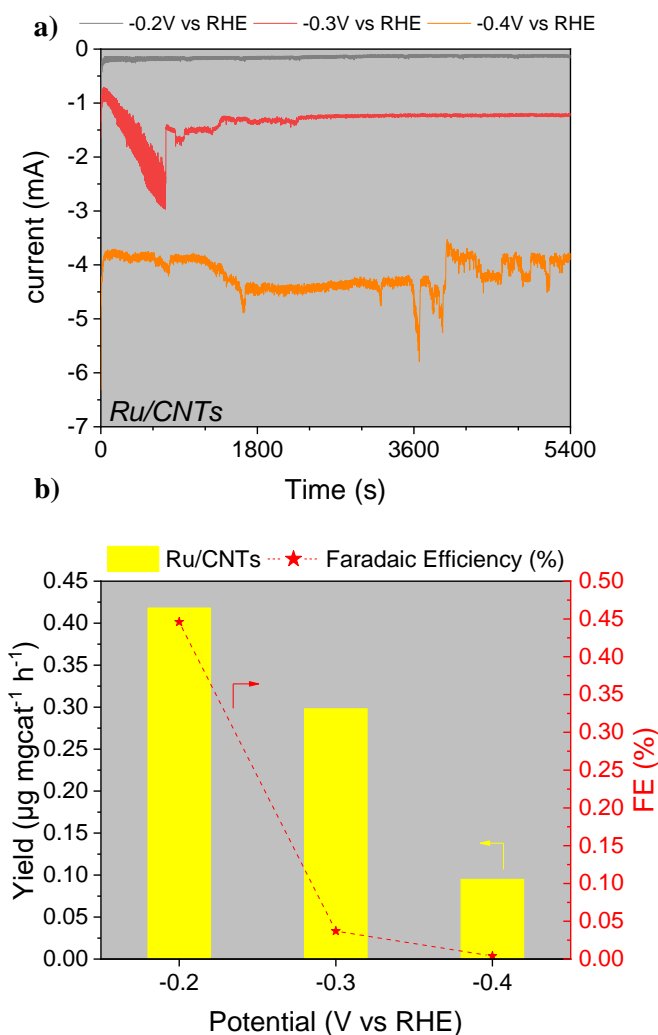 a)
-0.2V vs RHE -0.3V vs RHE -0.4V vs RHE
0
-1
-2
-3
-4
-5
-6
-7
current (mA)
Ru/CNTs
0 1800 3600 5400
Time (s)
b)
Ru/CNTs Faradaic Efficiency (%)
0.45
0.40
0.35
0.30
0.25
0.20
0.15
0.10
0.05
0.00
Yield (µg mgcat⁻¹ h⁻¹)
0.50
0.45
0.40
0.35
0.30
0.25
0.20
0.15
0.10
0.05
0.00
FE (%)
-0.2 -0.3 -0.4
Potential (V vs RHE)